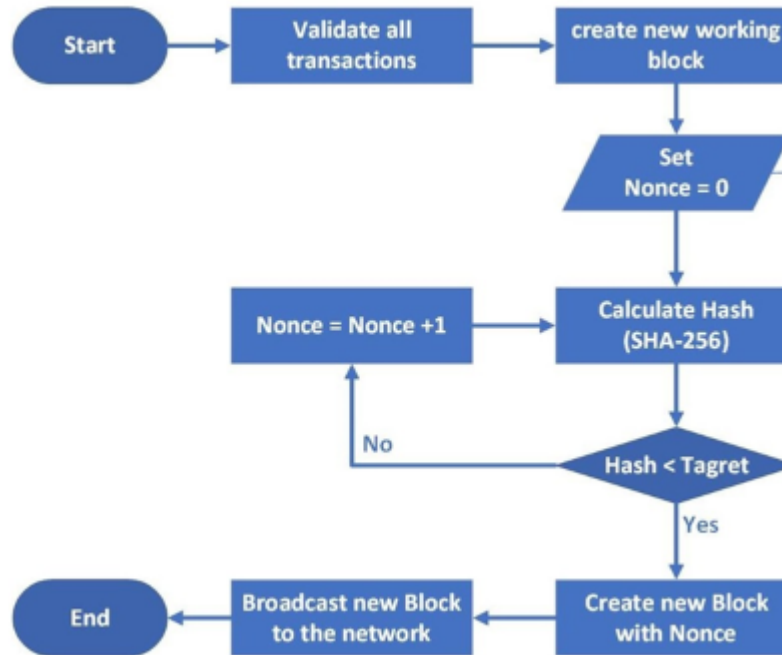 Start
Validate all
transactions
create new working
block
Set
Nonce = 0
Nonce = Nonce +1
Calculate Hash
(SHA-256)
No
Hash < Tagret
Yes
End
Broadcast new Block
to the network
Create new Block
with Nonce